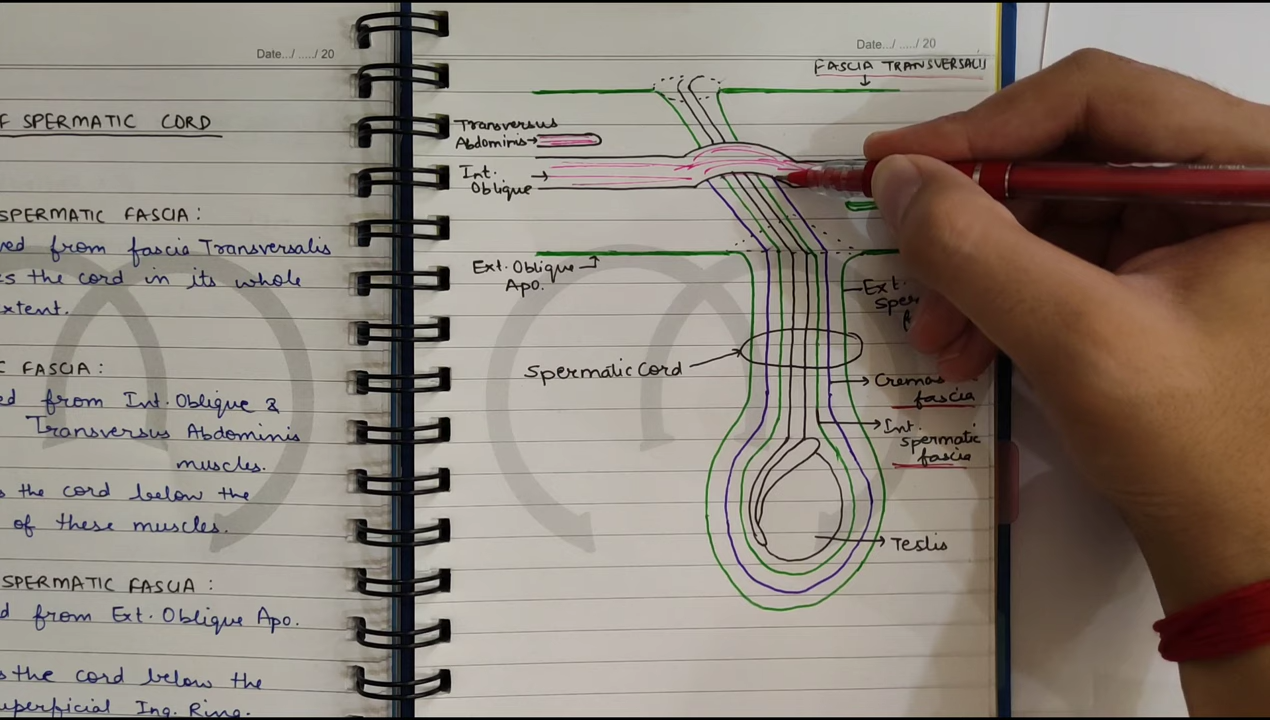 Date.../ ...../ 20
F SPERMATIC CORD
SPERMATIC FASCIA:
ved from fascia Transversalis
s the cord in its whole
xtent.
C FASCIA:
ed from Int. Oblique &
Transversus Abdominis
muscles.
s the cord below the
of these muscles.
SPERMATIC FASCIA:
d from Ext. Oblique Apo.
s the cord below the
uperficial Ing. Ring.
Date.../ ...../ 20
FASCIA TRANSVERSALIS
Transversus
Abdominis
Int.
Oblique
Ext. Oblique
Apo.
Ext.
Sper
f
Spermatic Cord
Cremas
fascia
Int.
spermatic
fascia
Testis